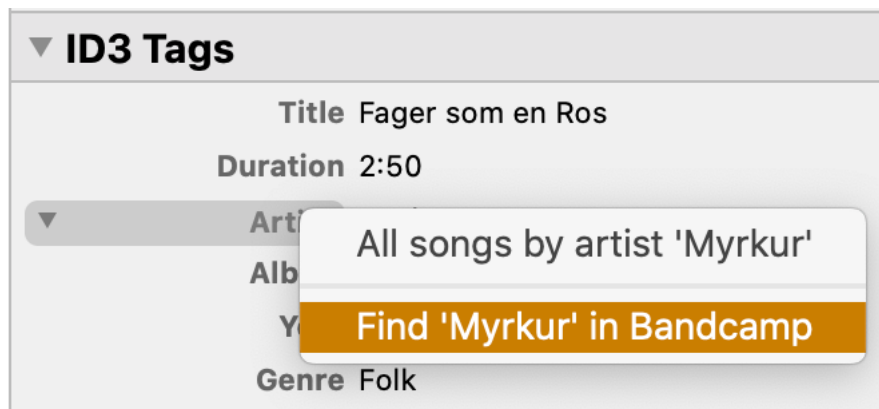 ID3 Tags
Title Fager som en Ros
Duration 2:50
All songs by artist 'Myrkur'
Find 'Myrkur' in Bandcamp
Genre Folk